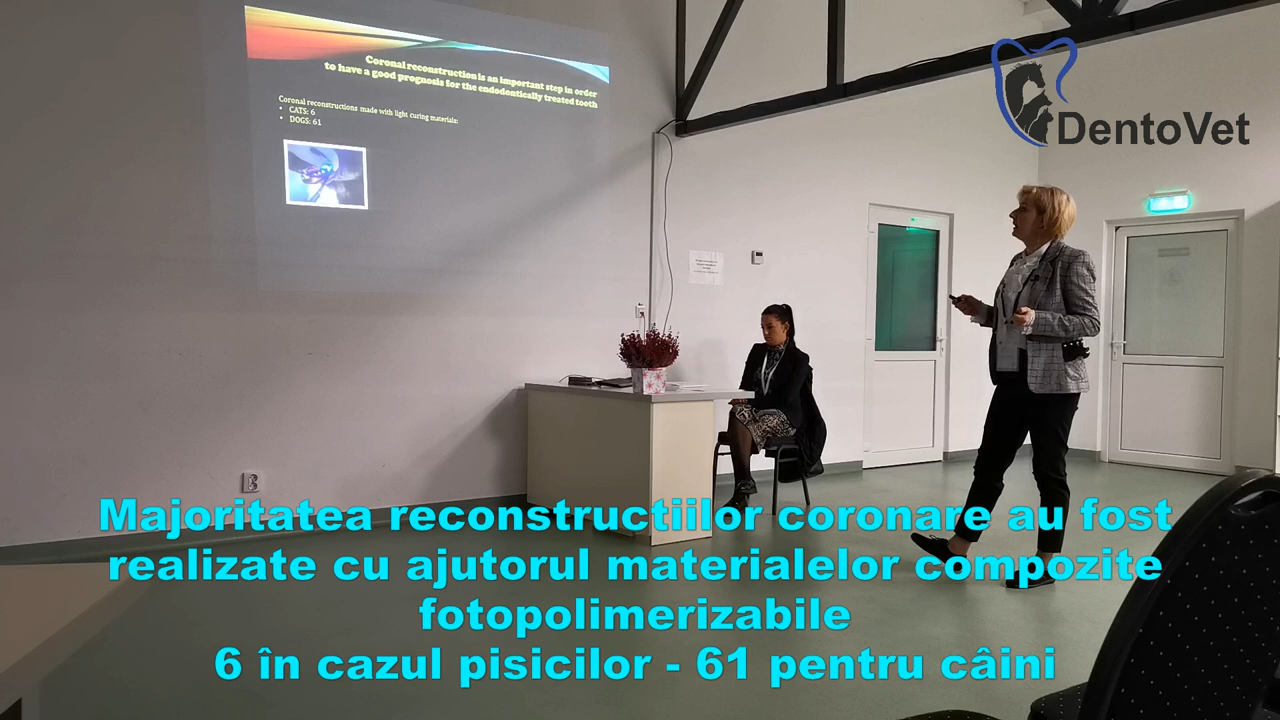 Coronal reconstruction is an important step in order
to have a good prognosis for the endodontically treated tooth
Coronal reconstructions made with light curing materials:
• CATS: 6
• DOGS: 61
DentoVet
Majoritatea reconstructiilor coronare au fost
realizate cu ajutorul materialelor compozite
fotopolimerizabile
6 în cazul pisicilor - 61 pentru câini